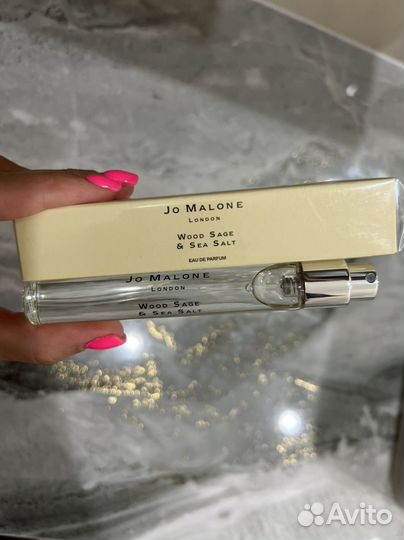 Jo Malone
London
Wood Sage
& Sea Salt
EAU DE PARFUM
Jo Malone
London
Wood Sage
& Sea Salt
Avito